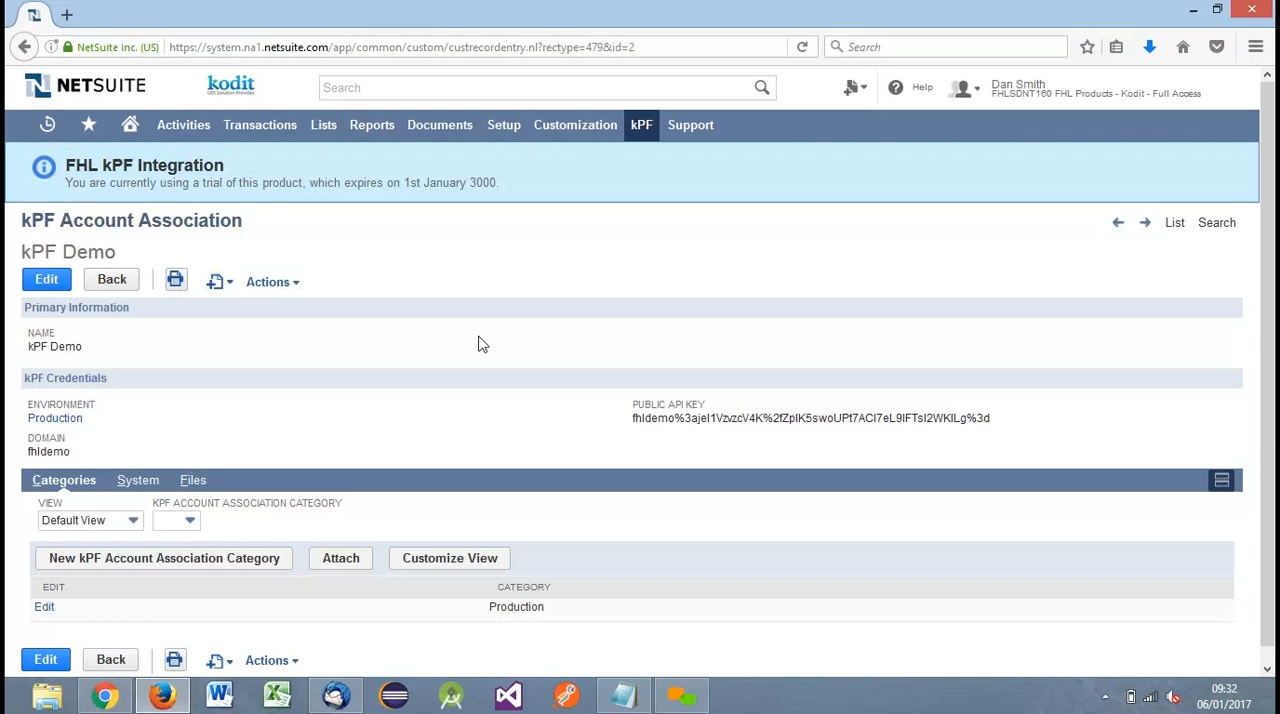 NetSuite Inc. (US)
https://system.na1.netsuite.com/app/common/custom/custrecordentry.nl?rectype=479&id=2
Search
NETSUITE
kodit
UDI Solution Provider
Search
Help
Dan Smith
FHLSDNT160 FHL Products - Kodit - Full Access
Activities
Transactions
Lists
Reports
Documents
Setup
Customization
kPF
Support
FHL kPF Integration
You are currently using a trial of this product, which expires on 1st January 3000.
kPF Account Association
List
Search
kPF Demo
Edit
Back
Actions
Primary Information
NAME
kPF Demo
kPF Credentials
ENVIRONMENT
PUBLIC API KEY
Production
DOMAIN
fhldemo
Categories
System
Files
VIEW
KPF ACCOUNT ASSOCIATION CATEGORY
Default View
New kPF Account Association Category
Attach
Customize View
EDIT
CATEGORY
Edit
Production
Edit
Back
Actions
09:32
06/01/2017